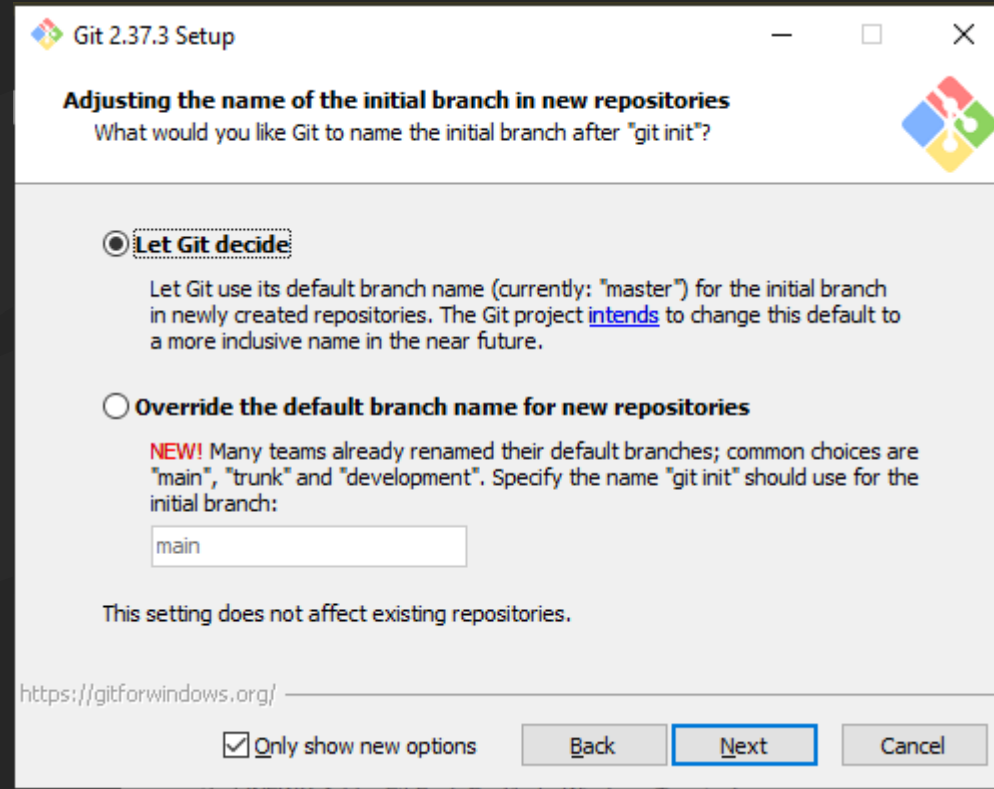 Git 2.37.3 Setup
Adjusting the name of the initial branch in new repositories
What would you like Git to name the initial branch after "git init"?
Let Git decide
Let Git use its default branch name (currently: "master") for the initial branch
in newly created repositories. The Git project intends to change this default to
a more inclusive name in the near future.
Override the default branch name for new repositories
NEW! Many teams already renamed their default branches; common choices are
"main", "trunk" and "development". Specify the name "git init" should use for the
initial branch:
main
This setting does not affect existing repositories.
https://gitforwindows.org/
Only show new options
Back
Next
Cancel